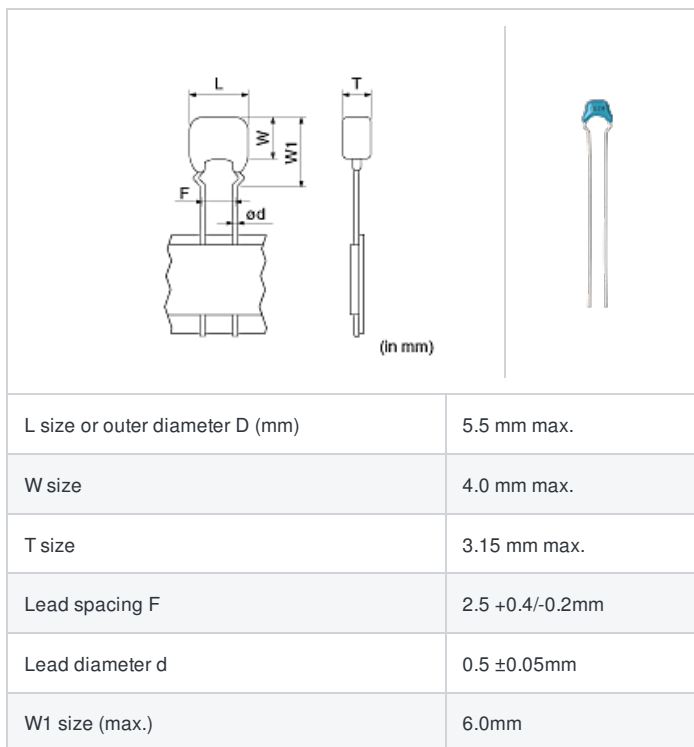 L
T
W
W1
F
ød
(in mm)
L size or outer diameter D (mm) 5.5 mm max.
W size 4.0 mm max.
T size 3.15 mm max.
Lead spacing F 2.5 +0.4/-0.2mm
Lead diameter d 0.5 ±0.05mm
W1 size (max.) 6.0mm